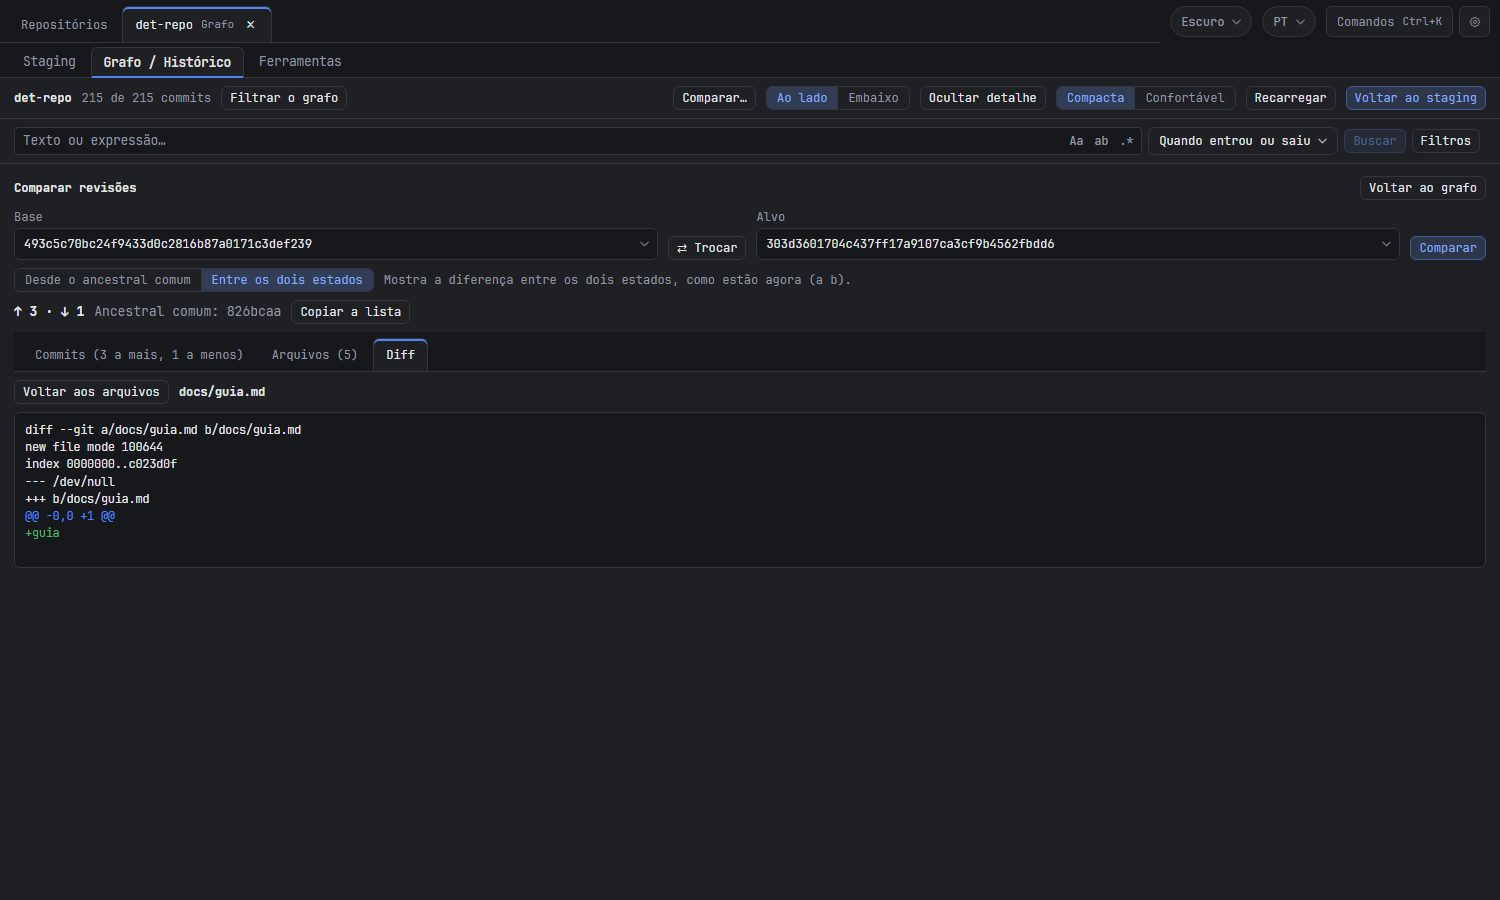 Repositórios det-repo Grafo × Escuro PT Comandos Ctrl+K
Staging Grafo / Histórico Ferramentas
det-repo 215 de 215 commits Filtrar o grafo Comparar… Ao lado Embaixo Ocultar detalhe Compacta Confortável Recarregar Voltar ao staging
Texto ou expressão… Aa ab .* Quando entrou ou saiu Buscar Filtros
Comparar revisões Voltar ao grafo
Base Alvo
493c5c70bc24f9433d0c2816b87a0171c3def239 ⇄ Trocar 303d3601704c437ff17a9107ca3cf9b4562fbdd6 Comparar
Desde o ancestral comum Entre os dois estados Mostra a diferença entre os dois estados, como estão agora (a b).
↑ 3 · ↓ 1 Ancestral comum: 826bcaa Copiar a lista
Commits (3 a mais, 1 a menos) Arquivos (5) Diff
Voltar aos arquivos docs/guia.md
diff --git a/docs/guia.md b/docs/guia.md
new file mode 100644
index 0000000..c023d0f
--- /dev/null
+++ b/docs/guia.md
@@ -0,0 +1 @@
+guia